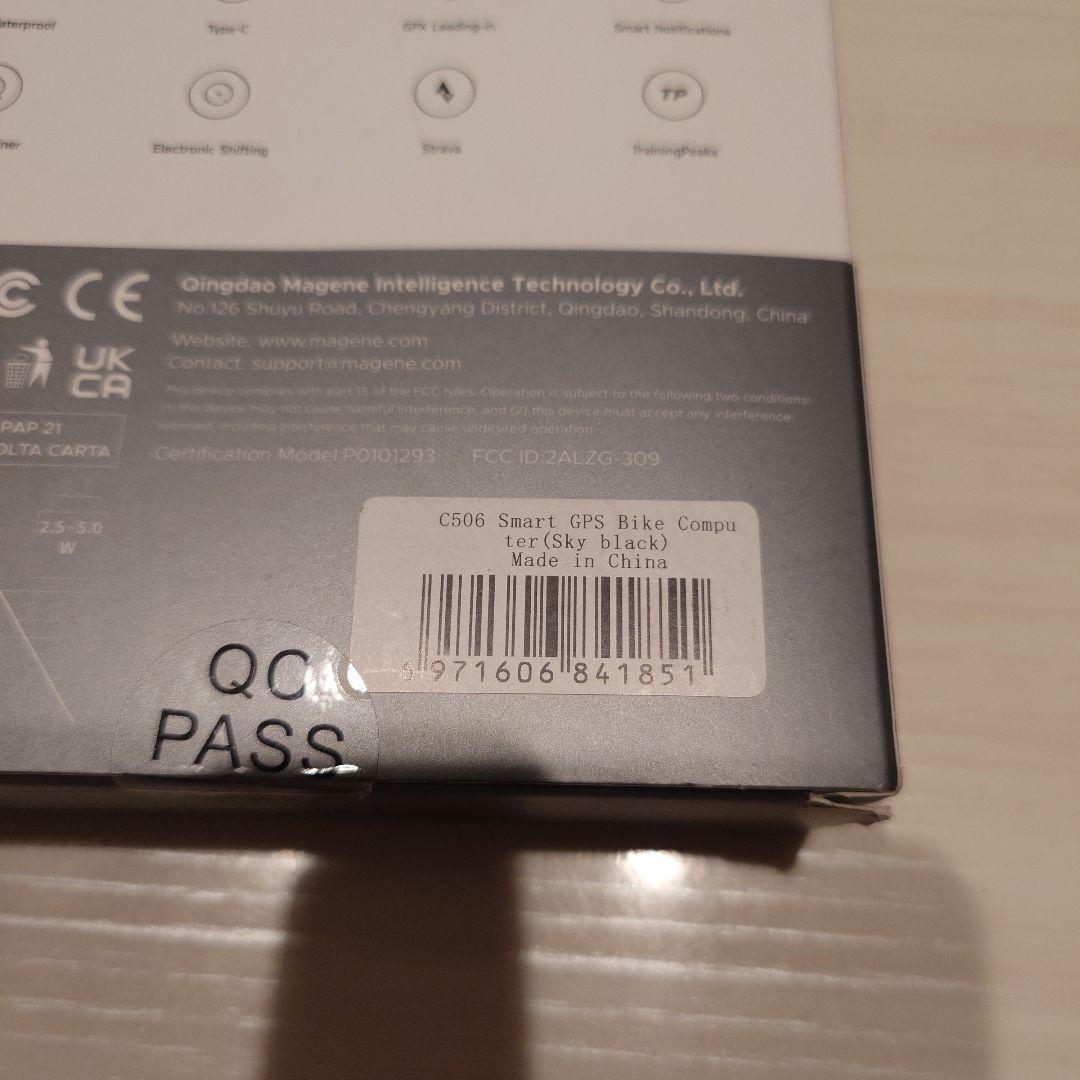 Type-C
GPX Leading-in
Smart Notifications
TP
Electronic Shifting
Strava
TrainingPeaks
CE
Qingdao Magene Intelligence Technology Co., Ltd.
No.126 Shuyu Road, Chengyang District, Qingdao, Shandong, China
Website: www.magene.com
Contact: support@magene.com
UK
CA
This device complies with part 15 of the FCC rules. Operation is subject to the following two conditions:
(1) this device may not cause harmful interference, and (2) this device must accept any interference
received, including interference that may cause undesired operation.
PAP 21
OLTA CARTA
Certification Model:P0101293 FCC ID:2ALZG-309
2.5-5.0
W
C506 Smart GPS Bike Compu
ter(Sky black)
Made in China
6 971606 841851
QC
PASS